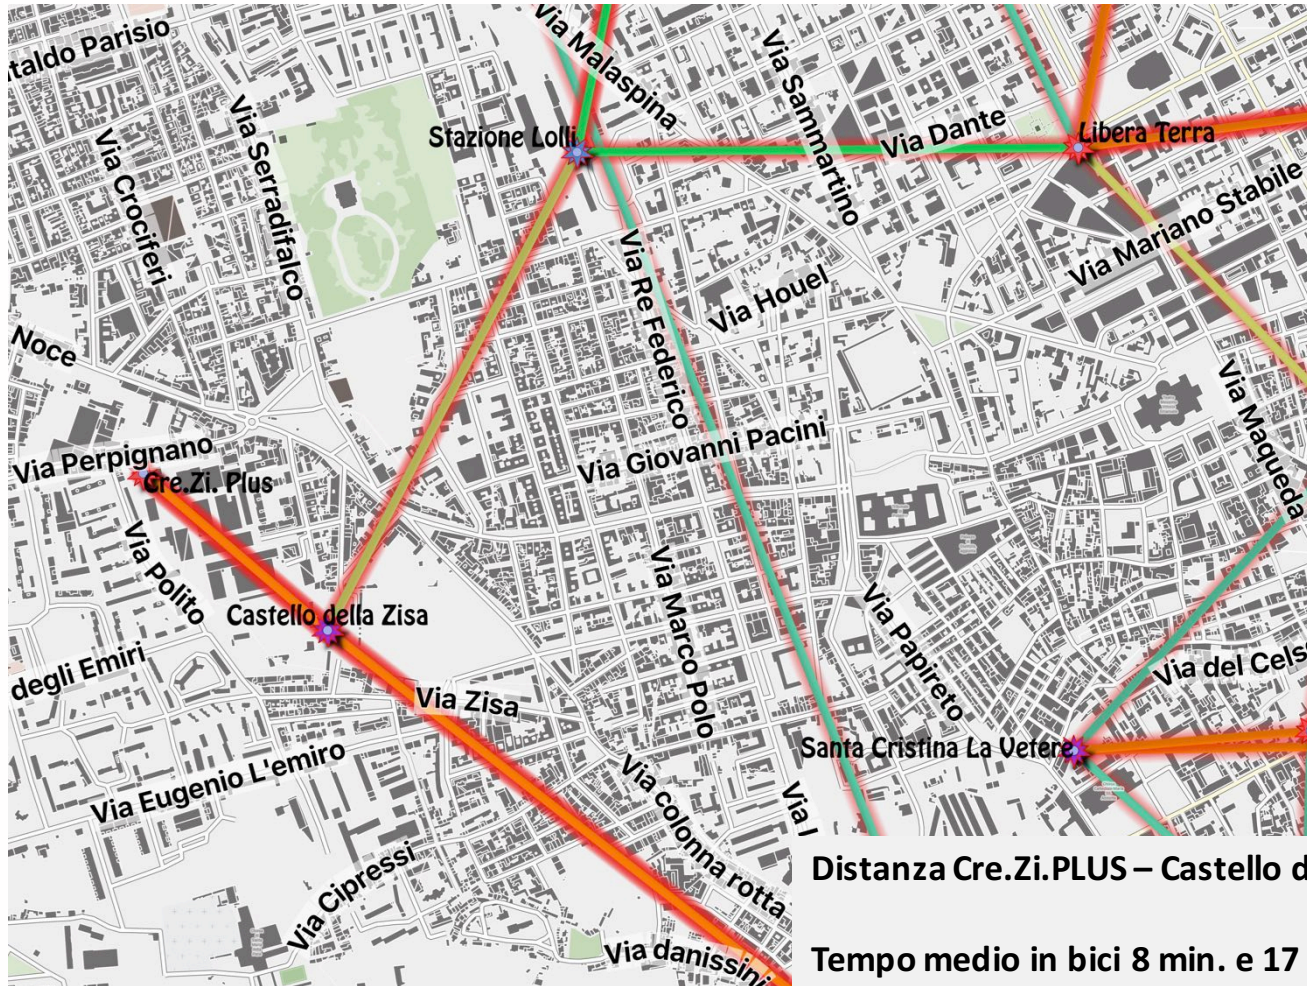 Via Malaspina
taldo Parisio
Via Sammartino
Via Serradifalco
Via Crociferi
Stazione Lolli
Via Dante
Libera Terra
Via Mariano Stabile
Via Re Federico
Via Houel
Noce
Via Maqueda
Via Giovanni Pacini
Via Perpignano
Cre.Zi. Plus
Via Polito
Via Marco Polo
Via Papireto
Castello della Zisa
degli Emiri
Via del Cels
Via Zisa
Santa Cristina La Vetere
Via Eugenio L'emiro
Via colonna rotta
Via Cipressi
Via danissini
Distanza Cre.Zi.PLUS – Castello d
Tempo medio in bici 8 min. e 17